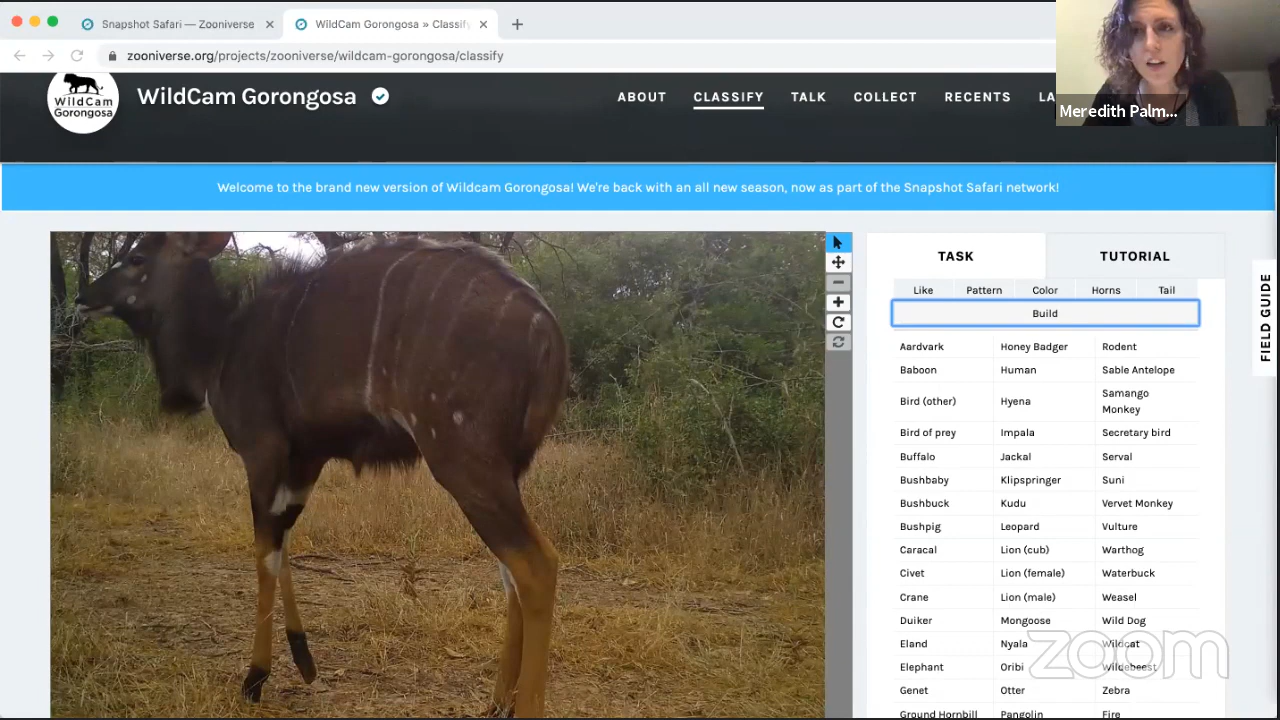 Snapshot Safari — Zooniverse
WildCam Gorongosa » Classify
zooniverse.org/projects/zooniverse/wildcam-gorongosa/classify
WildCam
Gorongosa
WildCam Gorongosa
ABOUT CLASSIFY TALK COLLECT RECENTS LA
Meredith Palm...
Welcome to the brand new version of Wildcam Gorongosa! We're back with an all new season, now as part of the Snapshot Safari network!
TASK TUTORIAL
FIELD GUIDE
Like Pattern Color Horns Tail
Build
Aardvark Honey Badger Rodent
Baboon Human Sable Antelope
Bird (other) Hyena Samango
Monkey
Bird of prey Impala Secretary bird
Buffalo Jackal Serval
Bushbaby Klipspringer Suni
Bushbuck Kudu Vervet Monkey
Bushpig Leopard Vulture
Caracal Lion (cub) Warthog
Civet Lion (female) Waterbuck
Crane Lion (male) Weasel
Duiker Mongoose Wild Dog
Eland Nyala Wildcat
Elephant Oribi Wildebeest
Genet Otter Zebra
Ground Hornbill Pangolin Fire
zoom